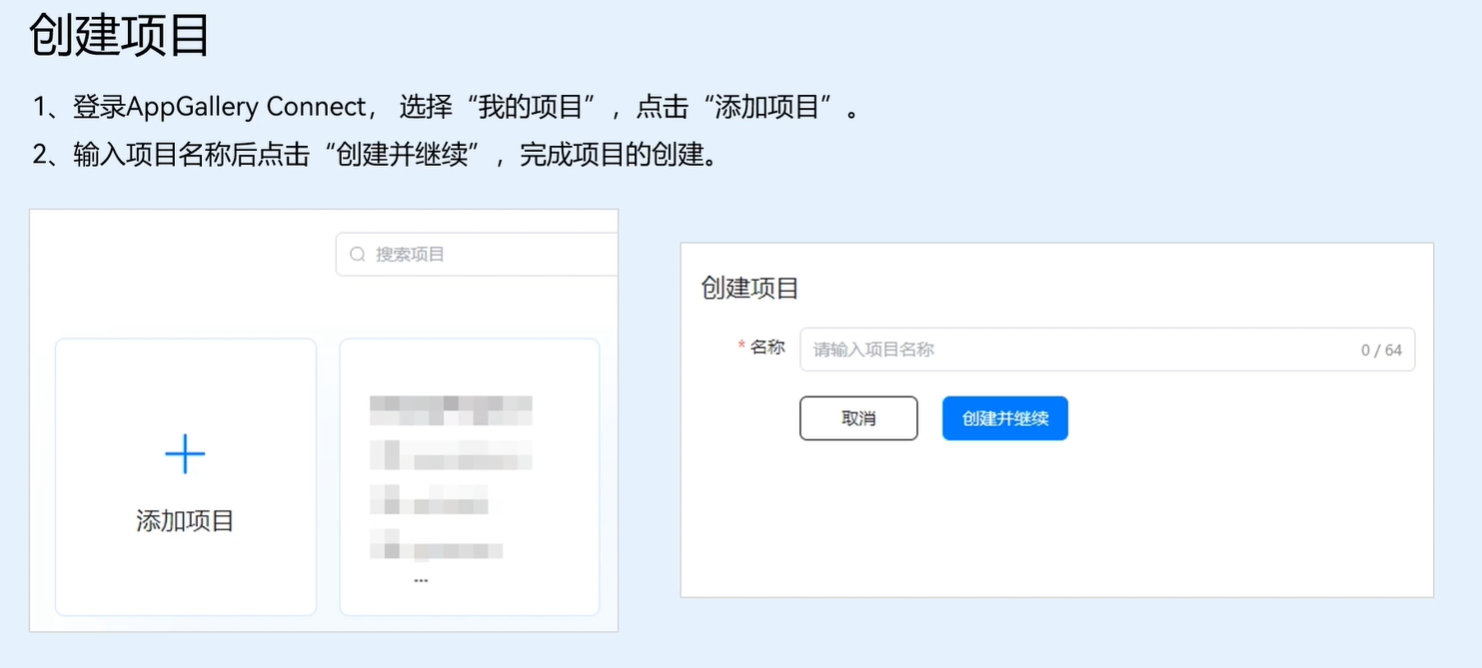 创建项目
1、登录AppGallery Connect， 选择“我的项目”，点击“添加项目”。
2、输入项目名称后点击“创建并继续”，完成项目的创建。
搜索项目
添加项目
...
创建项目
* 名称 请输入项目名称 0 / 64
取消 创建并继续